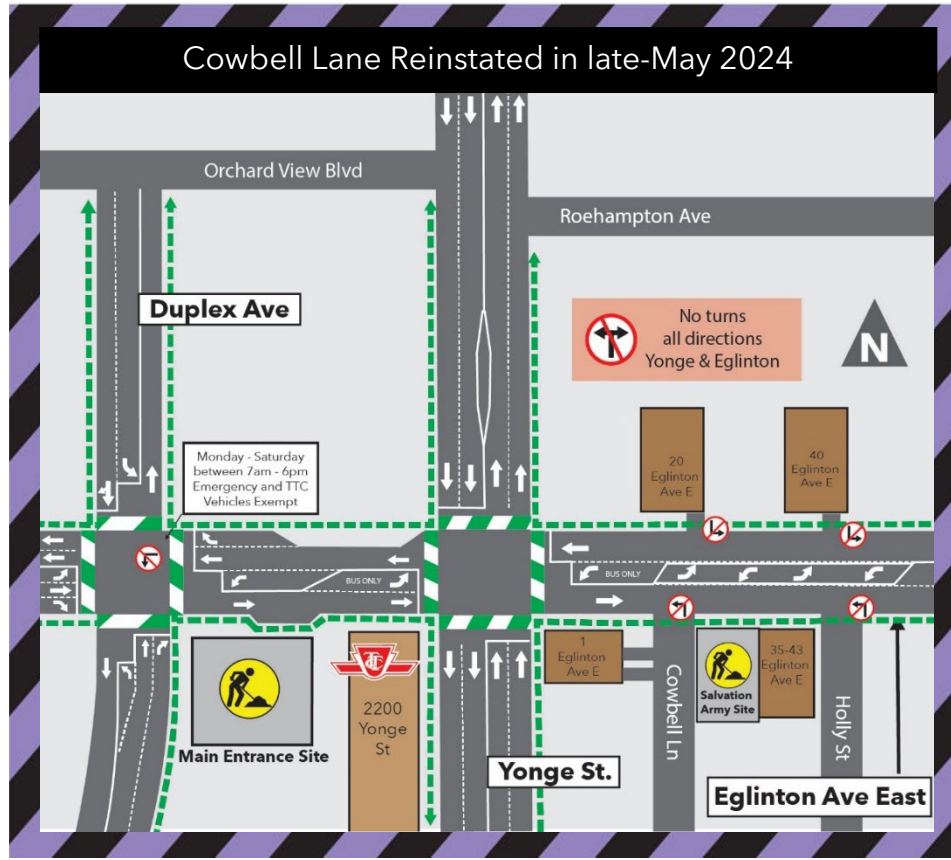 Cowbell Lane Reinstated in late-May 2024
Orchard View Blvd
Roehampton Ave
Duplex Ave
No turns
all directions
Yonge & Eglinton
N
Monday - Saturday
between 7am - 6pm
Emergency and TTC
Vehicles Exempt
20
Eglinton
Ave E
40
Eglinton
Ave E
BUS ONLY
BUS ONLY
Main Entrance Site
TTC
2200
Yonge
St
1
Eglinton
Ave E
Cowbell Ln
Salvation
Army Site
35-43
Eglinton
Ave E
Holly St
Yonge St.
Eglinton Ave East